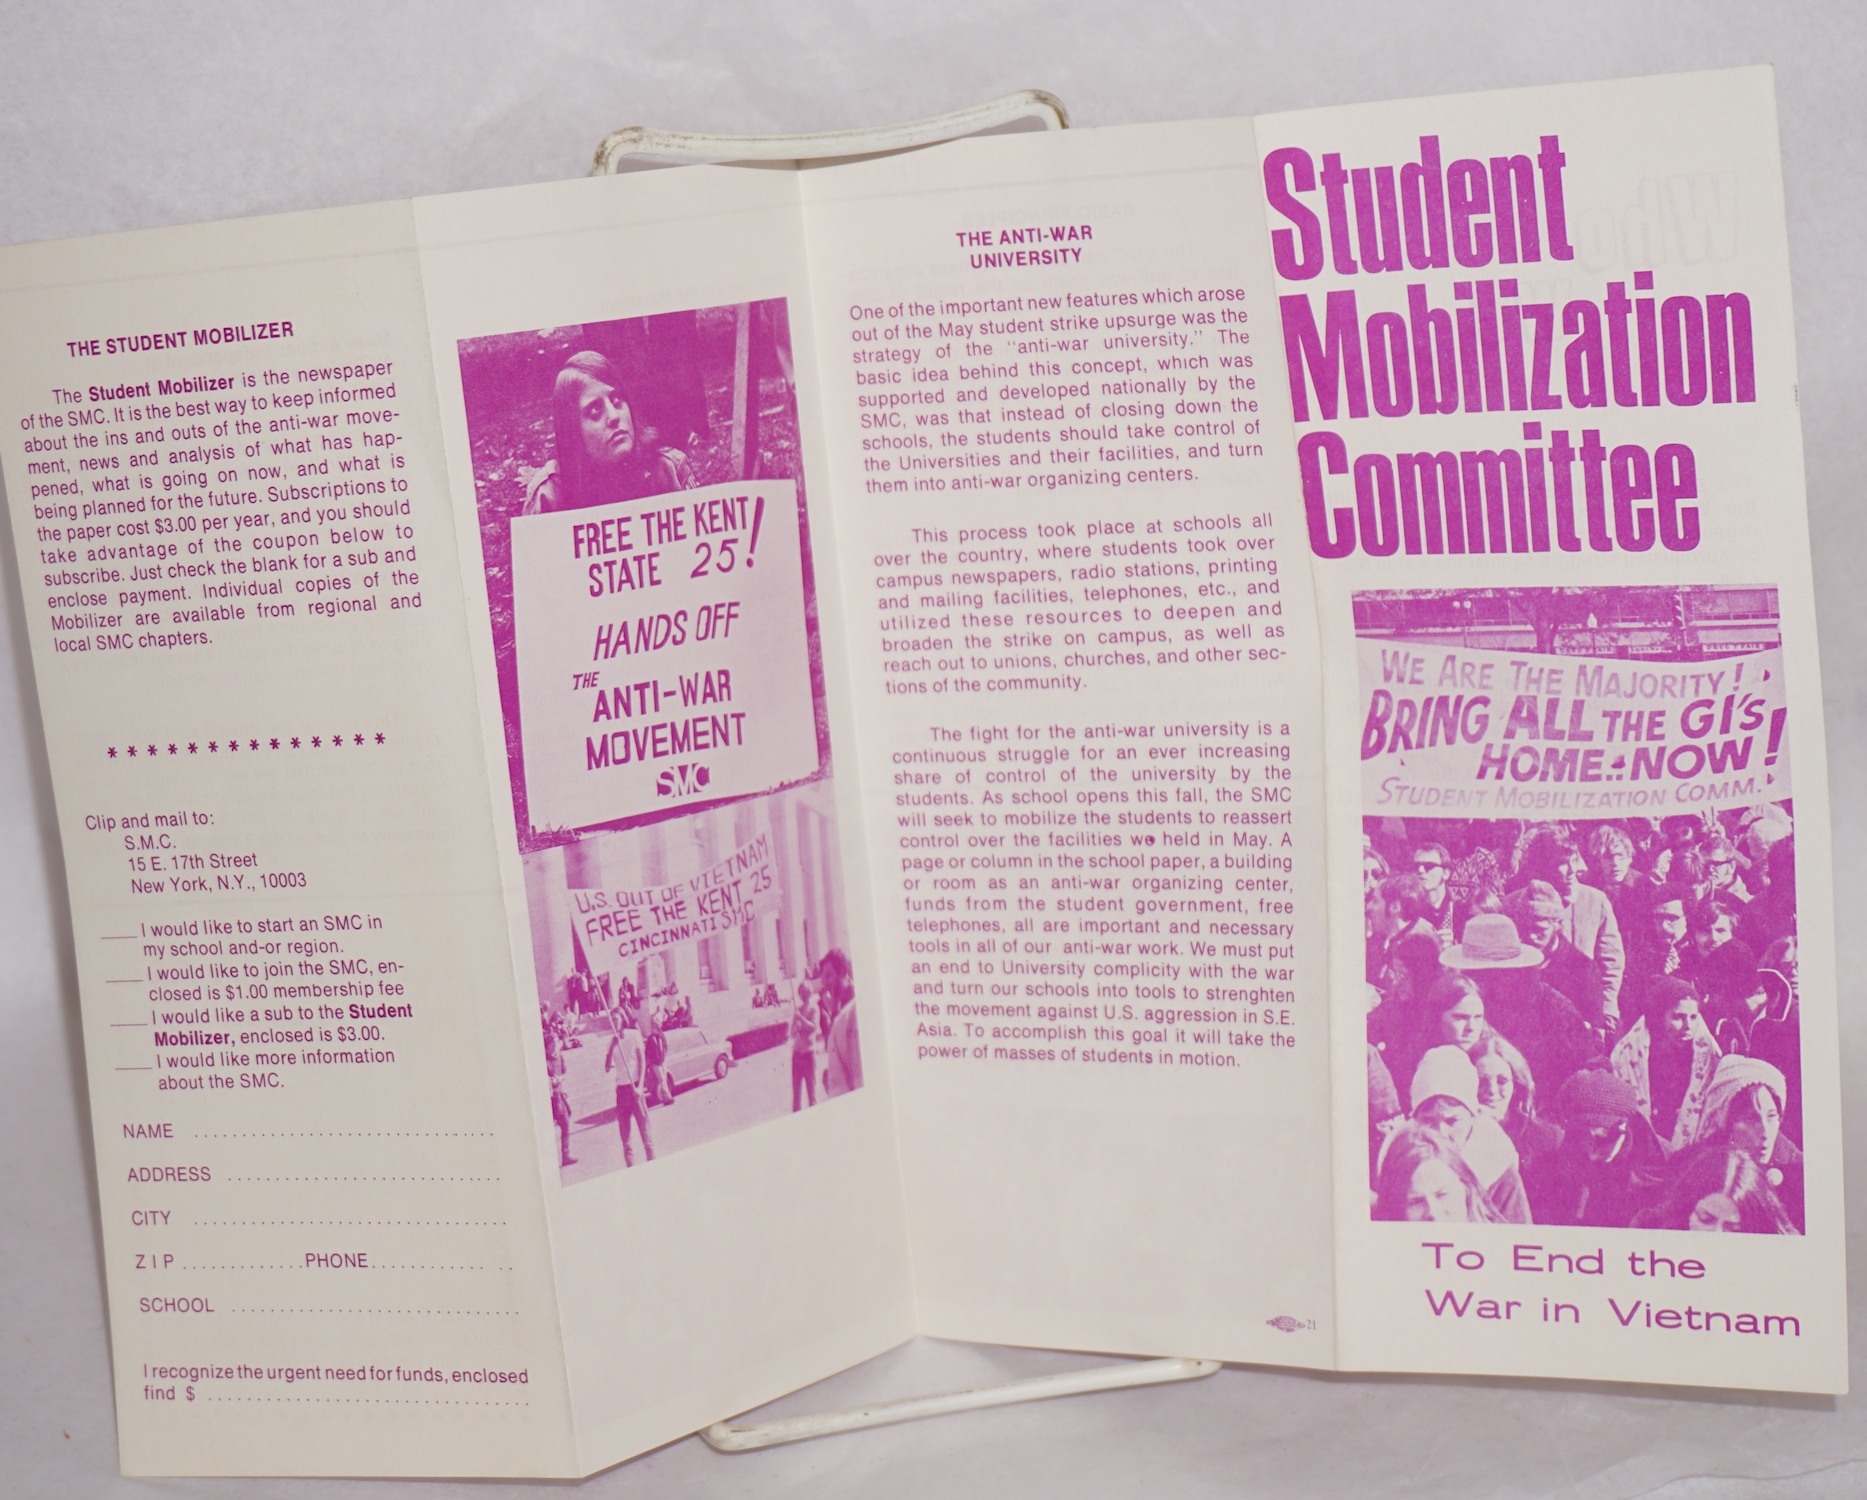 THE STUDENT MOBILIZER
The Student Mobilizer is the newspaper
of the SMC. It is the best way to keep informed
about the ins and outs of the anti-war move-
ment, news and analysis of what has hap-
pened, what is going on now, and what is
being planned for the future. Subscriptions to
the paper cost $3.00 per year, and you should
take advantage of the coupon below to
subscribe. Just check the blank for a sub and
enclose payment. Individual copies of the
Mobilizer are available from regional and
local SMC chapters.
* * * * * * * * * * * * * *
Clip and mail to:
S.M.C.
15 E. 17th Street
New York, N.Y., 10003
____ I would like to start an SMC in
my school and-or region.
____ I would like to join the SMC, en-
closed is $1.00 membership fee
____ I would like a sub to the Student
Mobilizer, enclosed is $3.00.
____ I would like more information
about the SMC.
NAME ..............................
ADDRESS ............................
CITY ................................
ZIP .............PHONE...............
SCHOOL ..............................
I recognize the urgent need for funds, enclosed
find $ ..................................
FREE THE KENT
STATE 25!
HANDS OFF
THE ANTI-WAR
MOVEMENT
SMC
U.S. OUT OF VIETNAM
FREE THE KENT 25
CINCINNATI SMC
THE ANTI-WAR
UNIVERSITY
One of the important new features which arose
out of the May student strike upsurge was the
strategy of the "anti-war university." The
basic idea behind this concept, which was
supported and developed nationally by the
SMC, was that instead of closing down the
schools, the students should take control of
the Universities and their facilities, and turn
them into anti-war organizing centers.
This process took place at schools all
over the country, where students took over
campus newspapers, radio stations, printing
and mailing facilities, telephones, etc., and
utilized these resources to deepen and
broaden the strike on campus, as well as
reach out to unions, churches, and other sec-
tions of the community.
The fight for the anti-war university is a
continuous struggle for an ever increasing
share of control of the university by the
students. As school opens this fall, the SMC
will seek to mobilize the students to reassert
control over the facilities we held in May. A
page or column in the school paper, a building
or room as an anti-war organizing center,
funds from the student government, free
telephones, all are important and necessary
tools in all of our anti-war work. We must put
an end to University complicity with the war
and turn our schools into tools to strenghten
the movement against U.S. aggression in S.E.
Asia. To accomplish this goal it will take the
power of masses of students in motion.
21
Student
Mobilization
Committee
WE ARE THE MAJORITY!
BRING ALL THE GI'S
HOME NOW!
STUDENT MOBILIZATION COMM.
To End the
War in Vietnam